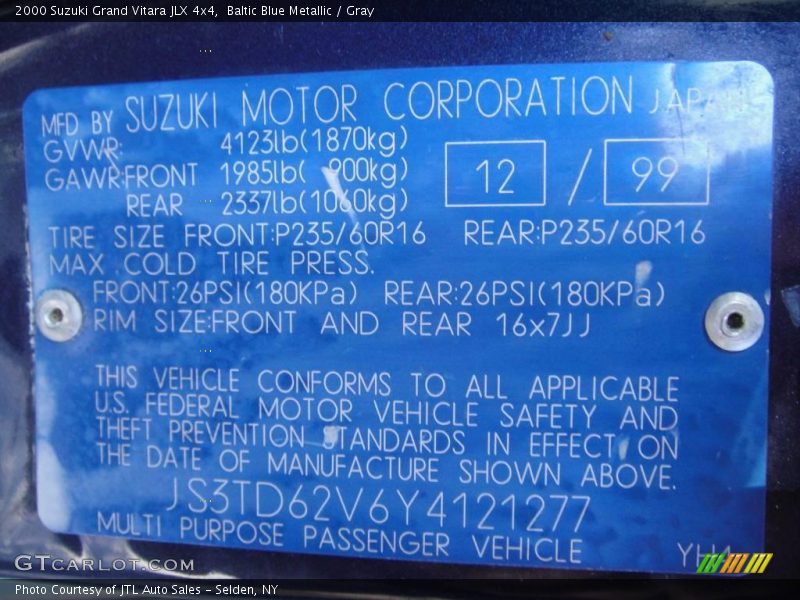 2000 Suzuki Grand Vitara JLX 4x4, Baltic Blue Metallic / Gray
MFD BY SUZUKI MOTOR CORPORATION JAPAN
GVWR: 4123lb(1870kg)
GAWR:FRONT 1985lb( 900kg) 12 / 99
REAR 2337lb(1060kg)
TIRE SIZE FRONT:P235/60R16 REAR:P235/60R16
MAX COLD TIRE PRESS.
FRONT:26PSI(180KPa) REAR:26PSI(180KPa)
RIM SIZE:FRONT AND REAR 16x7JJ
THIS VEHICLE CONFORMS TO ALL APPLICABLE
U.S. FEDERAL MOTOR VEHICLE SAFETY AND
THEFT PREVENTION STANDARDS IN EFFECT ON
THE DATE OF MANUFACTURE SHOWN ABOVE.
JS3TD62V6Y4121277
MULTI PURPOSE PASSENGER VEHICLE
GTCARLOT.COM
Photo Courtesy of JTL Auto Sales - Selden, NY